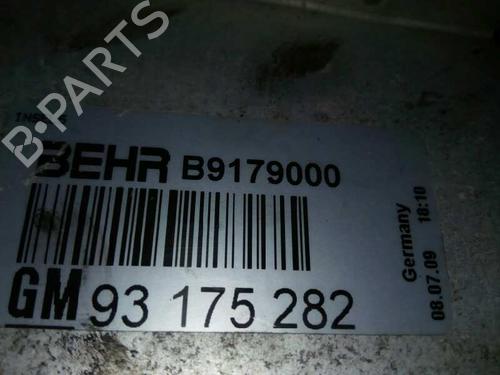 B-PARTS
BEHR B9179000
GM 93 175 282
Germany
08.07.09 18:10